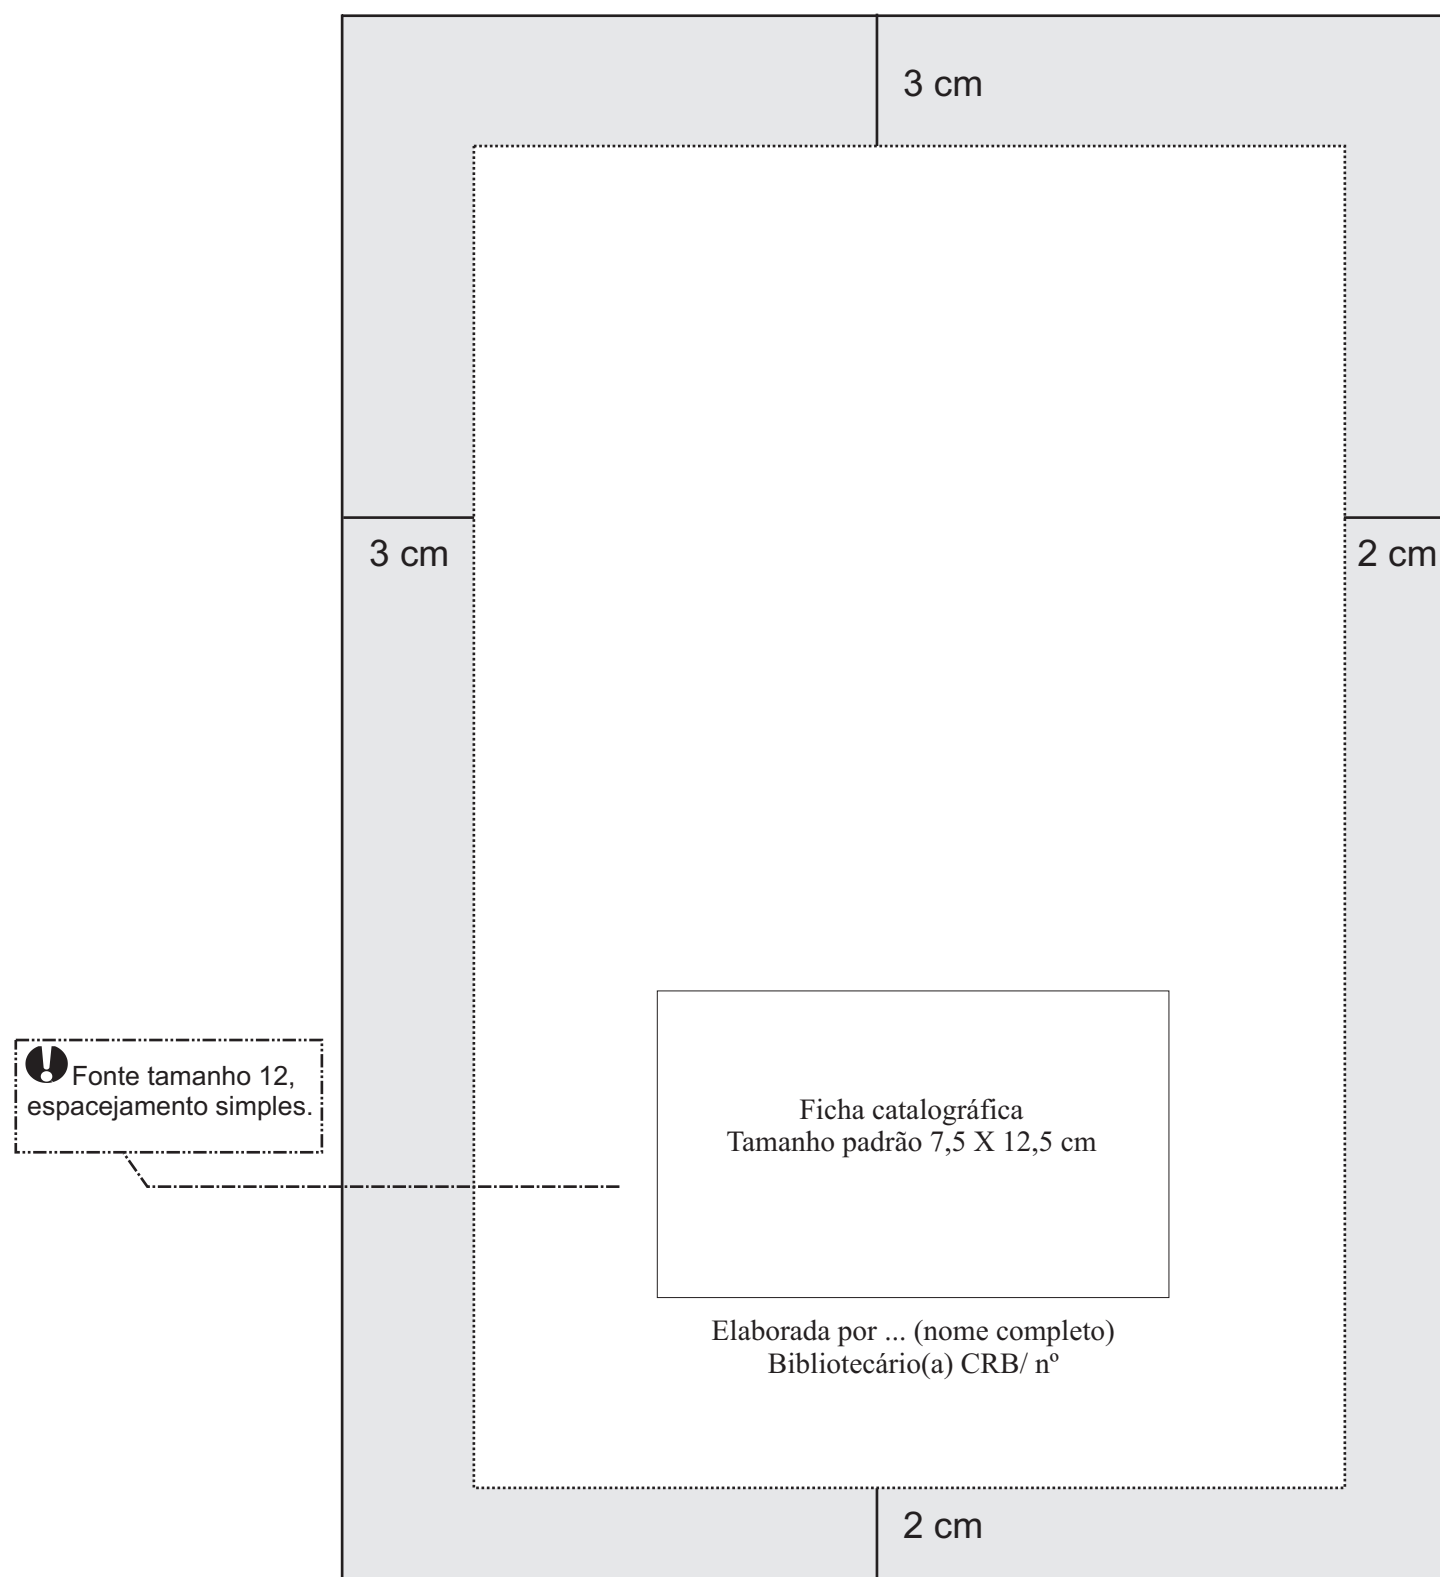 3 cm
3 cm
2 cm
Fonte tamanho 12,
espacejamento simples.
Ficha catalográfica
Tamanho padrão 7,5 X 12,5 cm
Elaborada por ... (nome completo)
Bibliotecário(a) CRB/ nº
2 cm